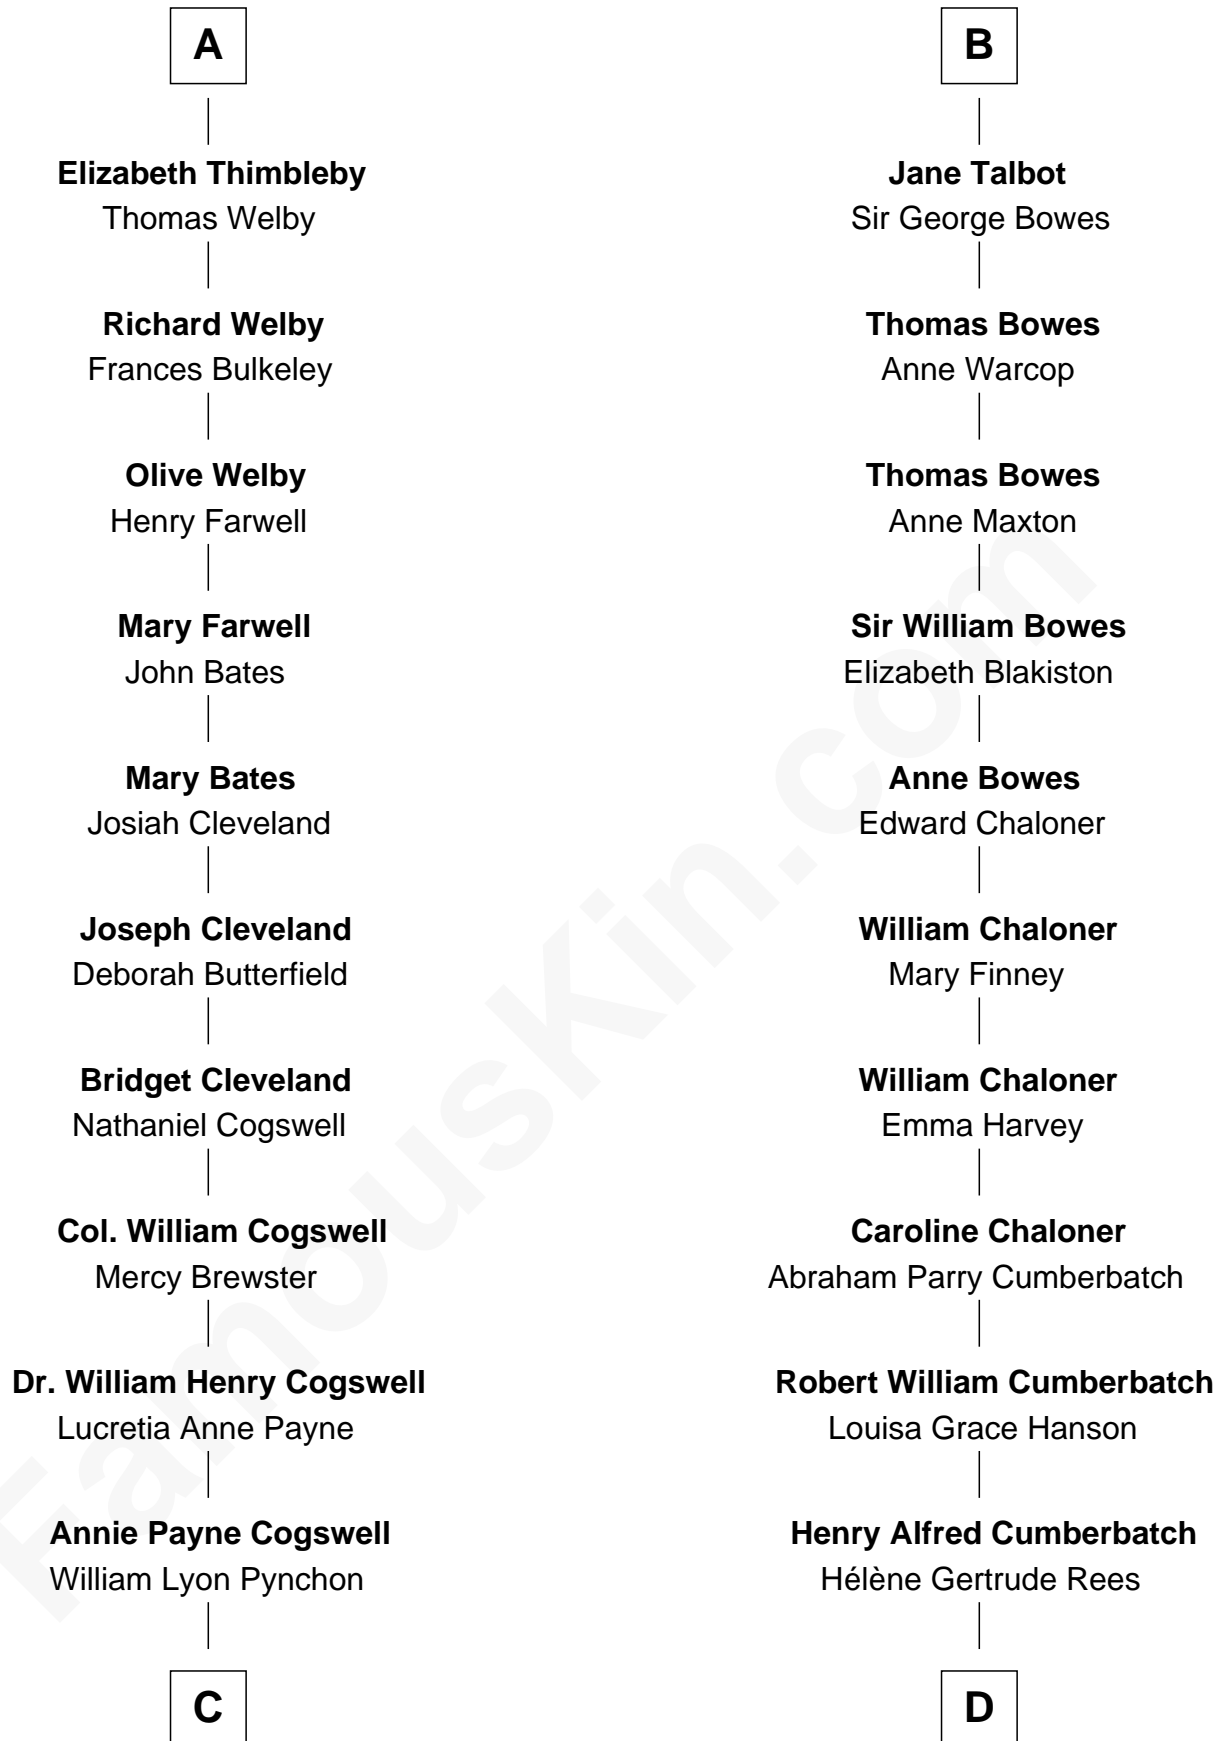 A
Elizabeth Thimbleby
Thomas Welby
Richard Welby
Frances Bulkeley
Olive Welby
Henry Farwell
Mary Farwell
John Bates
Mary Bates
Josiah Cleveland
Joseph Cleveland
Deborah Butterfield
Bridget Cleveland
Nathaniel Cogswell
Col. William Cogswell
Mercy Brewster
Dr. William Henry Cogswell
Lucretia Anne Payne
Annie Payne Cogswell
William Lyon Pynchon
C
B
Jane Talbot
Sir George Bowes
Thomas Bowes
Anne Warcop
Thomas Bowes
Anne Maxton
Sir William Bowes
Elizabeth Blakiston
Anne Bowes
Edward Chaloner
William Chaloner
Mary Finney
William Chaloner
Emma Harvey
Caroline Chaloner
Abraham Parry Cumberbatch
Robert William Cumberbatch
Louisa Grace Hanson
Henry Alfred Cumberbatch
Hélène Gertrude Rees
D
FamousKin.com